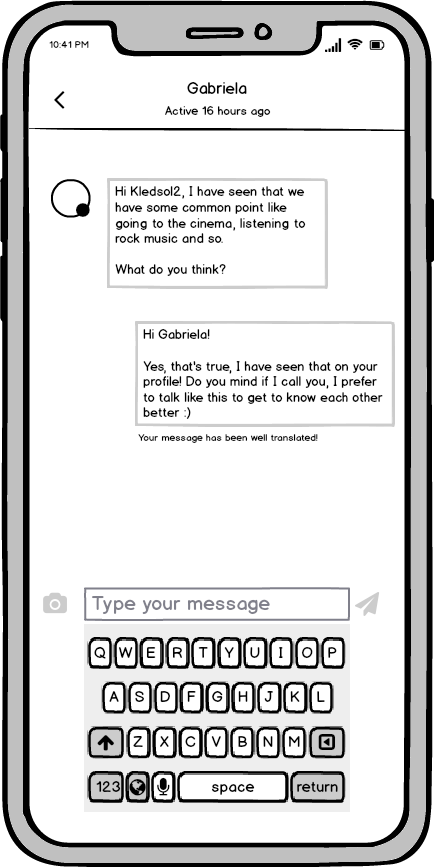 10:41 PM
Gabriela
Active 16 hours ago
Hi Kledsol2, I have seen that we
have some common point like
going to the cinema, listening to
rock music and so.
What do you think?
Hi Gabriela!
Yes, that's true, I have seen that on your
profile! Do you mind if I call you, I prefer
to talk like this to get to know each other
better :)
Your message has been well translated!
Type your message
Q W E R T Y U I O P
A S D F G H J K L
Z X C V B N M
123 space return